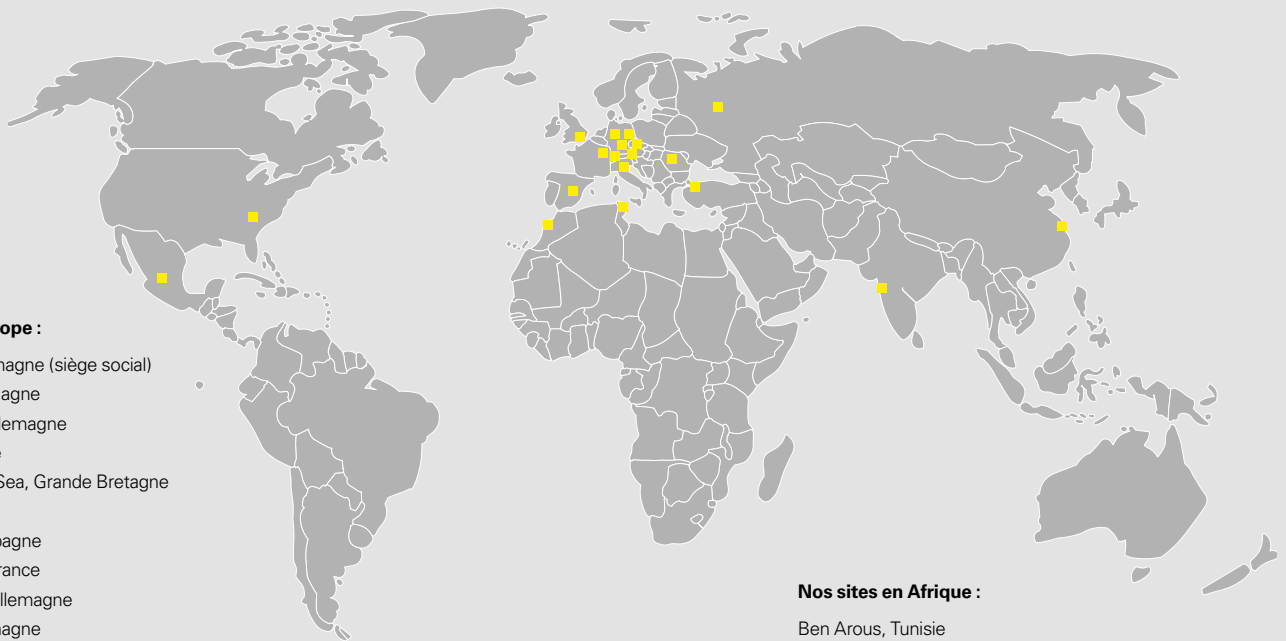 ope :
magne (siège social)
agne
lemagne
e
Sea, Grande Bretagne
pagne
rance
llemagne
magne
Nos sites en Afrique :
Ben Arous, Tunisie